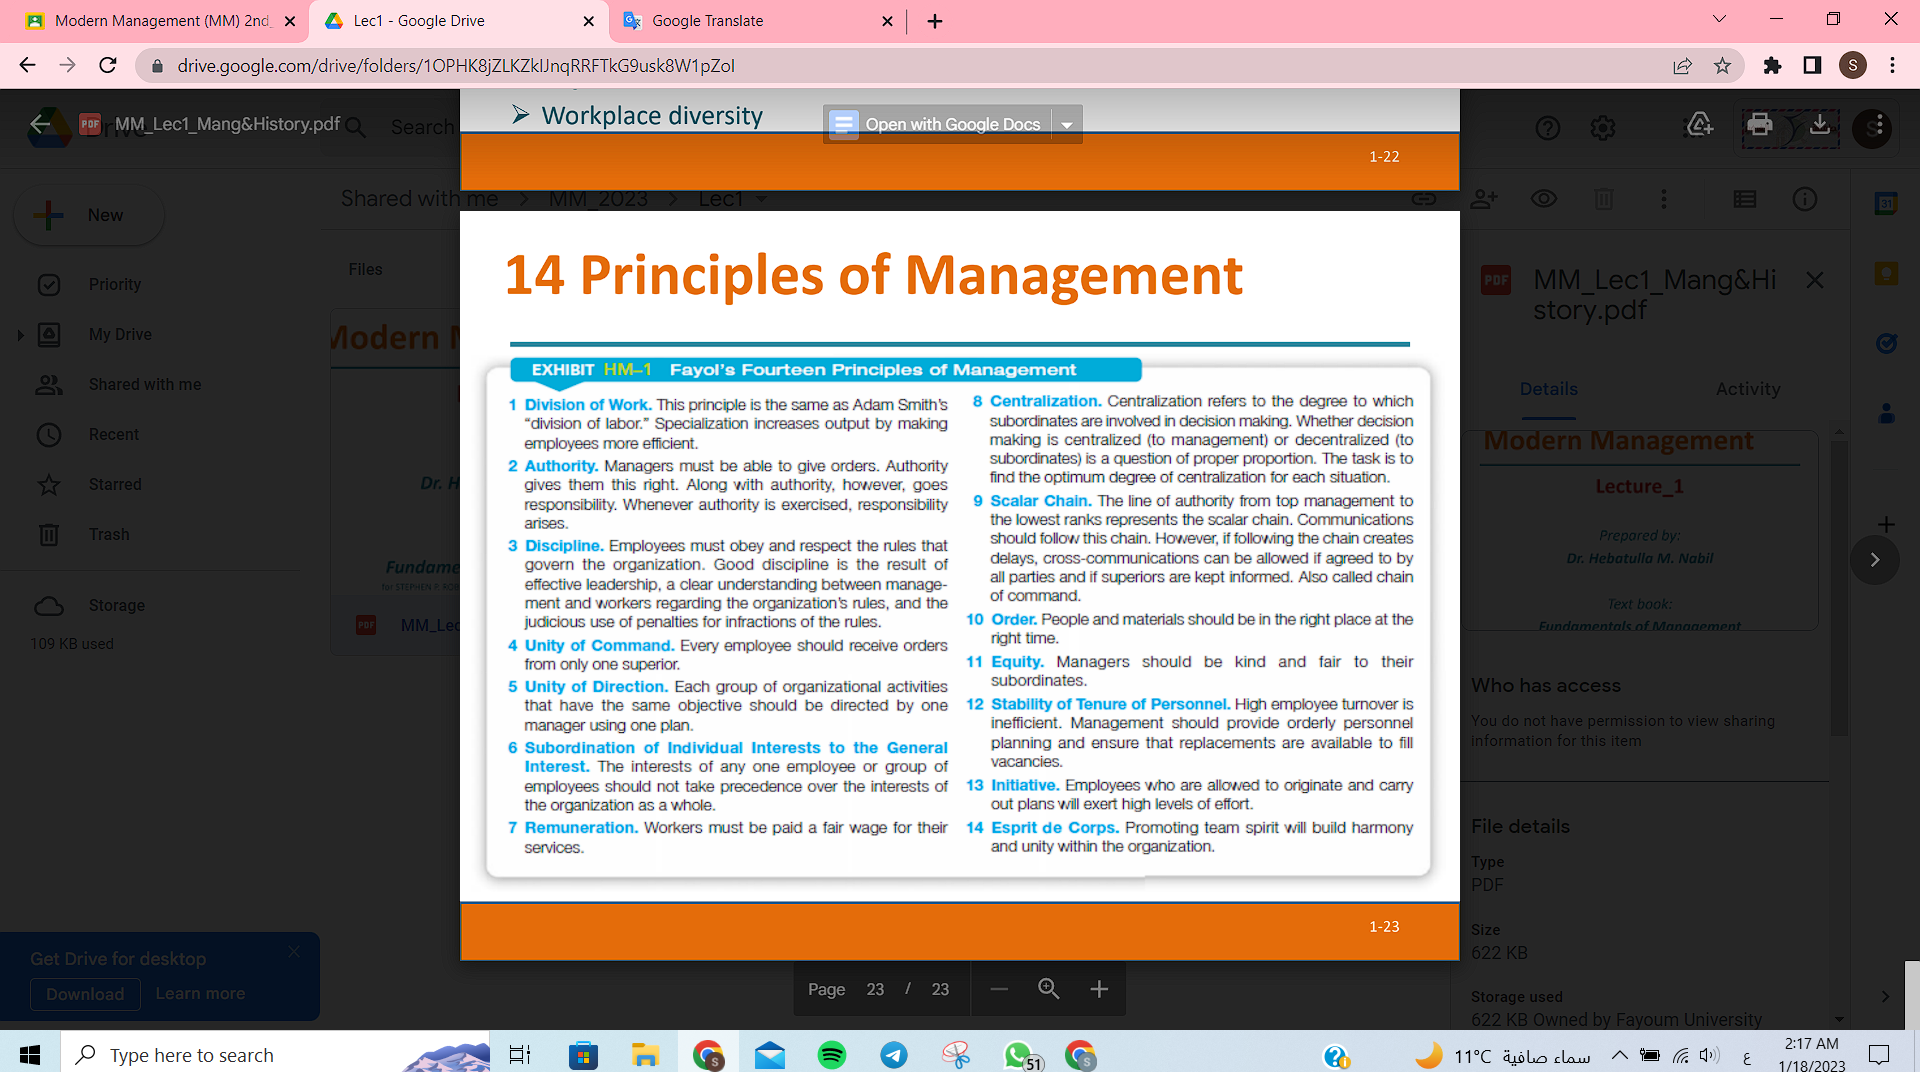 Modern Management (MM) 2nd
Lec1 - Google Drive
Google Translate
drive.google.com/drive/folders/1OPHK8jZLKZkIJnqRRFTkG9usk8W1pZoI
S
MM_Lec1_Mang&History.pdf
Search
Workplace diversity
Open with Google Docs
1-22
New
Shared with me > MM_2023 > Lec1
Priority
My Drive
Shared with me
Recent
Starred
Trash
Storage
109 KB used
Get Drive for desktop
Download
Learn more
Files
Modern
Dr. H
Fundame
for STEPHEN P. ROB
PDF MM_Lec
14 Principles of Management
EXHIBIT HM–1 Fayol's Fourteen Principles of Management
1 Division of Work. This principle is the same as Adam Smith's
"division of labor." Specialization increases output by making
employees more efficient.
2 Authority. Managers must be able to give orders. Authority
gives them this right. Along with authority, however, goes
responsibility. Whenever authority is exercised, responsibility
arises.
3 Discipline. Employees must obey and respect the rules that
govern the organization. Good discipline is the result of
effective leadership, a clear understanding between manage-
ment and workers regarding the organization's rules, and the
judicious use of penalties for infractions of the rules.
4 Unity of Command. Every employee should receive orders
from only one superior.
5 Unity of Direction. Each group of organizational activities
that have the same objective should be directed by one
manager using one plan.
6 Subordination of Individual Interests to the General
Interest. The interests of any one employee or group of
employees should not take precedence over the interests of
the organization as a whole.
7 Remuneration. Workers must be paid a fair wage for their
services.
8 Centralization. Centralization refers to the degree to which
subordinates are involved in decision making. Whether decision
making is centralized (to management) or decentralized (to
subordinates) is a question of proper proportion. The task is to
find the optimum degree of centralization for each situation.
9 Scalar Chain. The line of authority from top management to
the lowest ranks represents the scalar chain. Communications
should follow this chain. However, if following the chain creates
delays, cross-communications can be allowed if agreed to by
all parties and if superiors are kept informed. Also called chain
of command.
10 Order. People and materials should be in the right place at the
right time.
11 Equity. Managers should be kind and fair to their
subordinates.
12 Stability of Tenure of Personnel. High employee turnover is
inefficient. Management should provide orderly personnel
planning and ensure that replacements are available to fill
vacancies.
13 Initiative. Employees who are allowed to originate and carry
out plans will exert high levels of effort.
14 Esprit de Corps. Promoting team spirit will build harmony
and unity within the organization.
1-23
Page 23 / 23
PDF MM_Lec1_Mang&Hi
story.pdf
Details
Activity
Modern Management
Lecture_1
Prepared by:
Dr. Hebatulla M. Nabil
Text book:
Fundamentals of Management
Who has access
You do not have permission to view sharing
information for this item
File details
Type
PDF
Size
622 KB
Storage used
622 KB Owned by Fayoum University
31
Type here to search
51
11°C سماء صافية
ع
2:17 AM
1/18/2023